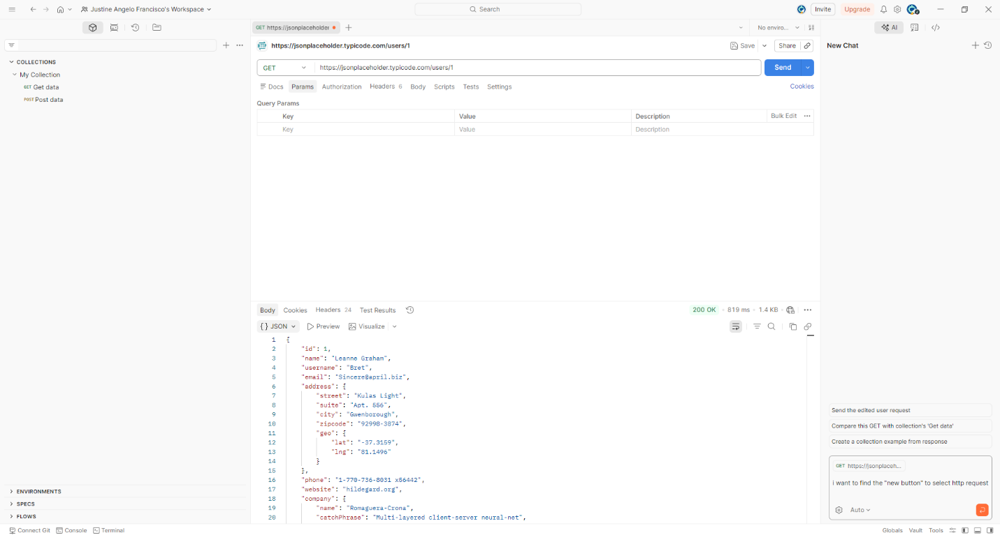 Justine Angelo Francisco's Workspace
Search
Invite
Upgrade
GET https://jsonplaceholder
No enviro...
AI
https://jsonplaceholder.typicode.com/users/1
Save
Share
New Chat
COLLECTIONS
My Collection
GET Get data
POST Post data
GET
https://jsonplaceholder.typicode.com/users/1
Send
Docs Params Authorization Headers 6 Body Scripts Tests Settings
Cookies
Query Params
Key Value Description Bulk Edit
Key Value Description
Body Cookies Headers 24 Test Results
200 OK • 819 ms • 1.4 KB
{ } JSON Preview Visualize
1 {
2 "id": 1,
3 "name": "Leanne Graham",
4 "username": "Bret",
5 "email": "Sincere@april.biz",
6 "address": {
7 "street": "Kulas Light",
8 "suite": "Apt. 556",
9 "city": "Gwenborough",
10 "zipcode": "92998-3874",
11 "geo": {
12 "lat": "-37.3159",
13 "lng": "81.1496"
14 }
15 },
16 "phone": "1-770-736-8031 x56442",
17 "website": "hildegard.org",
18 "company": {
19 "name": "Romaguera-Crona",
20 "catchPhrase": "Multi-layered client-server neural-net",
Send the edited user request
Compare this GET with collection's 'Get data'
Create a collection example from response
GET https://jsonplaceh...
i want to find the "new button" to select http request
Auto
ENVIRONMENTS
SPECS
FLOWS
Connect Git Console Terminal
Globals Vault Tools